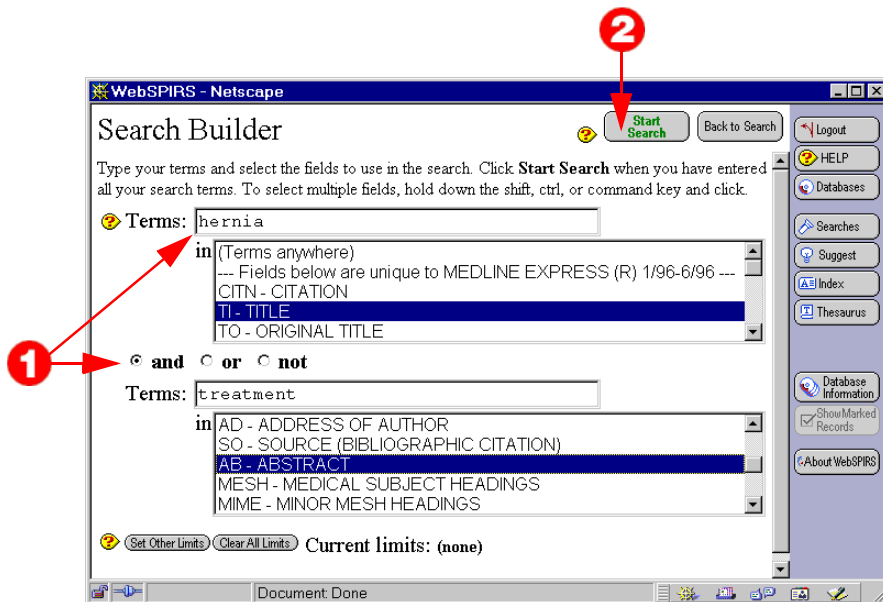 2
WebSPIRS - Netscape
Search Builder
Start Search
Back to Search
Type your terms and select the fields to use in the search. Click Start Search when you have entered
all your search terms. To select multiple fields, hold down the shift, ctrl, or command key and click.
Terms: hernia
in (Terms anywhere)
--- Fields below are unique to MEDLINE EXPRESS (R) 1/96-6/96 ---
CITN - CITATION
TI - TITLE
TO - ORIGINAL TITLE
1
and or not
Terms: treatment
in AD - ADDRESS OF AUTHOR
SO - SOURCE (BIBLIOGRAPHIC CITATION)
AB - ABSTRACT
MESH - MEDICAL SUBJECT HEADINGS
MIME - MINOR MESH HEADINGS
Set Other Limits Clear All Limits Current limits: (none)
Logout
HELP
Databases
Searches
Suggest
Index
Thesaurus
Database
Information
Show Marked
Records
About WebSPIRS
Document: Done